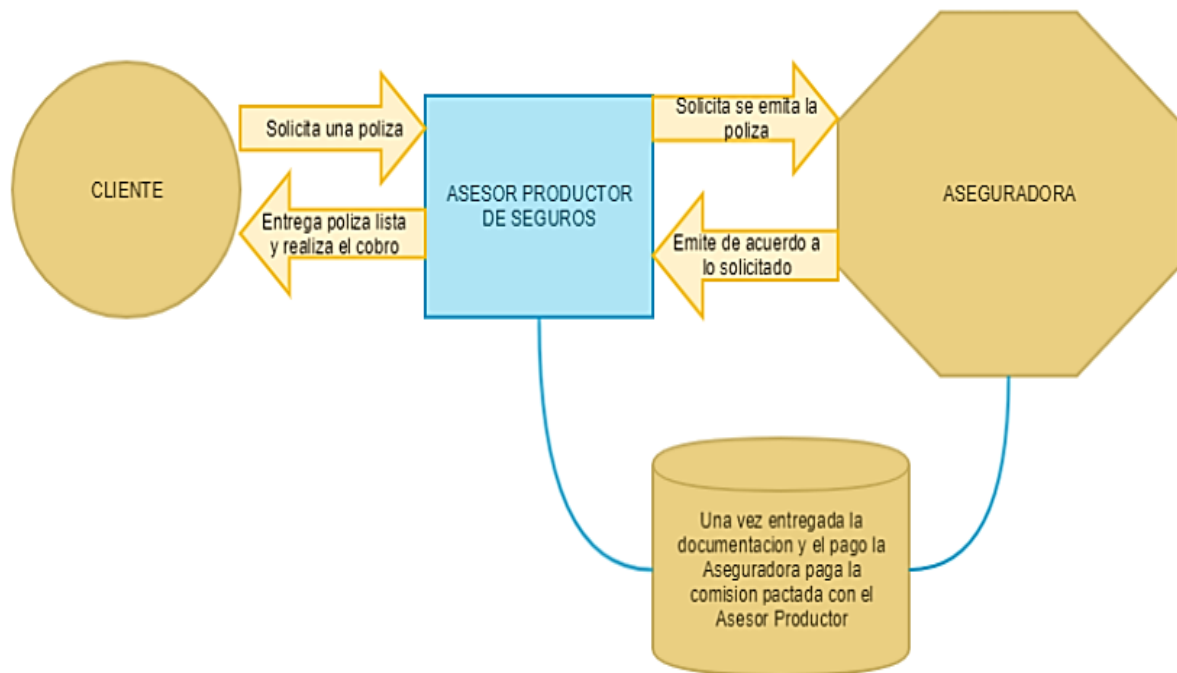 Solicita una poliza
Solicita se emita la
poliza
CLIENTE
ASESOR PRODUCTOR
DE SEGUROS
ASEGURADORA
Entrega poliza lista
y realiza el cobro
Emite de acuerdo a
lo solicitado
Una vez entregada la
documentacion y el pago la
Aseguradora paga la
comision pactada con el
Asesor Productor